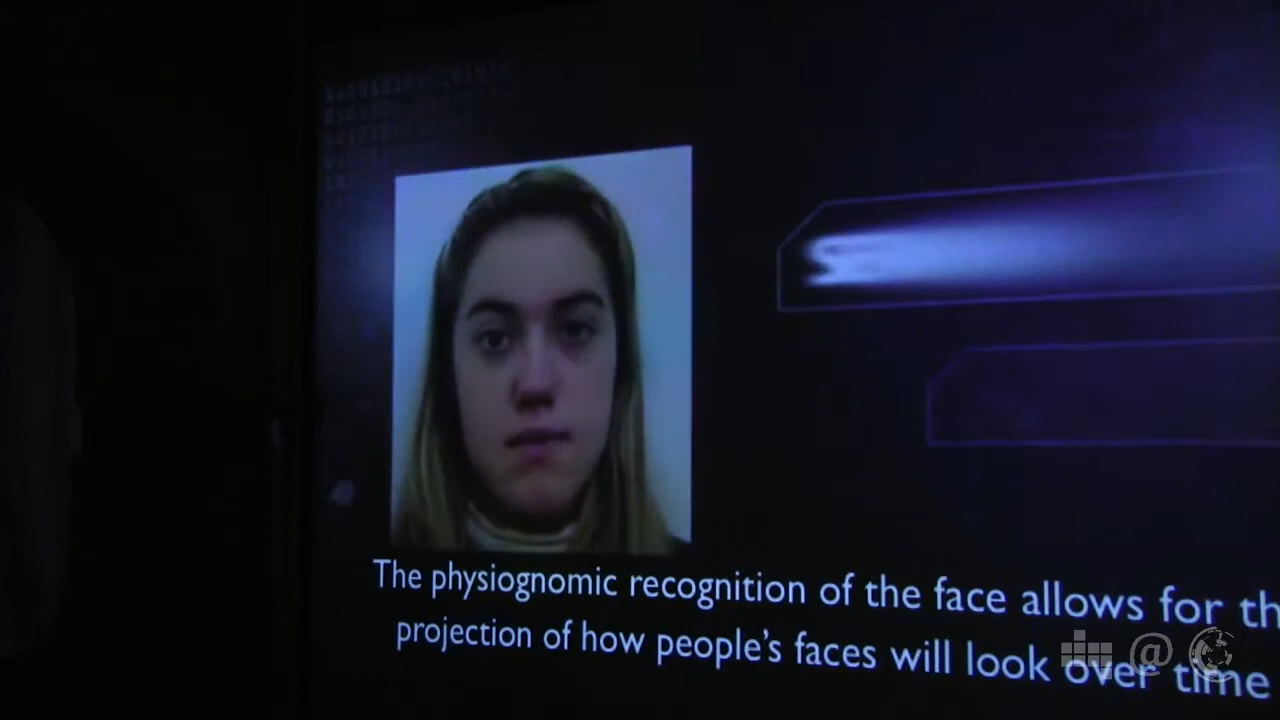 The physiognomic recognition of the face allows for th
projection of how people's faces will look over time